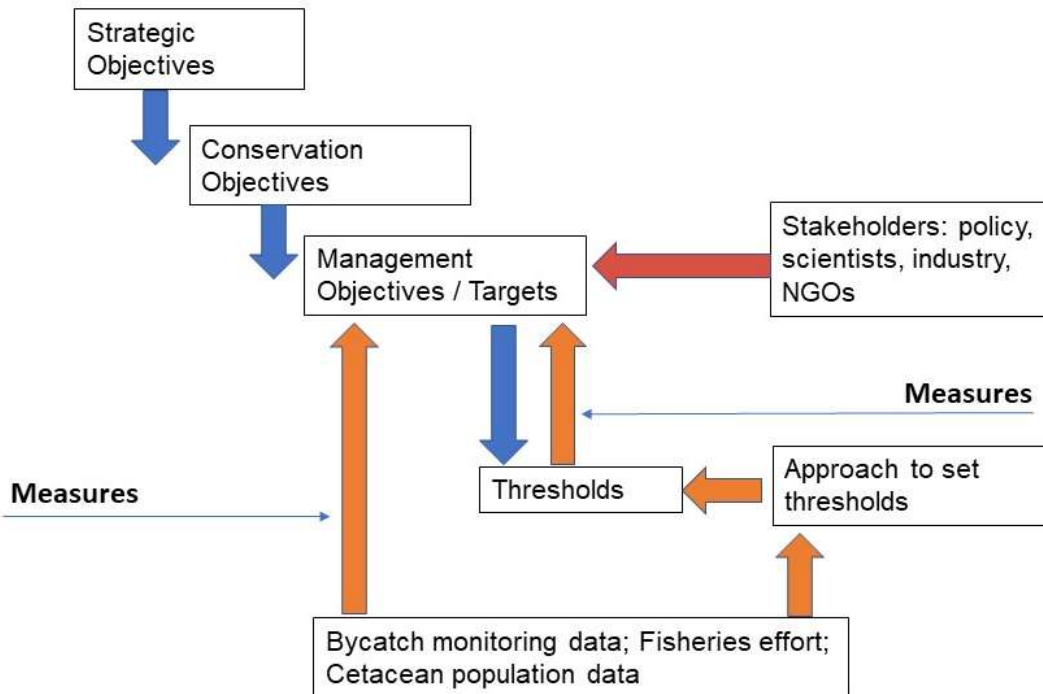 Strategic
Objectives
Conservation
Objectives
Stakeholders: policy,
scientists, industry,
NGOs
Management
Objectives / Targets
Measures
Approach to set
thresholds
Thresholds
Measures
Bycatch monitoring data; Fisheries effort;
Cetacean population data